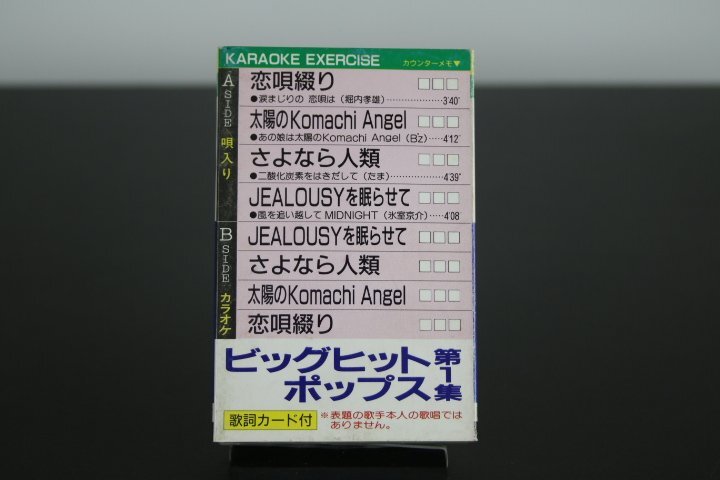 KARAOKE EXERCISE カウンターメモ▼
A SIDE 唄入り
恋唄綴り
●涙まじりの 恋唄は（堀内孝雄）……………3'40"
太陽のKomachi Angel
●あの娘は太陽のKomachi Angel（B'z）……4'12"
さよなら人類
●二酸化炭素をはきだして（たま）………………4'39"
JEALOUSYを眠らせて
●風を追い越して MIDNIGHT（氷室京介）……4'08
B SIDE カラオケ
JEALOUSYを眠らせて
さよなら人類
太陽のKomachi Angel
恋唄綴り
ビッグヒット
ポップス
第1集
歌詞カード付
※表題の歌手本人の歌唱では
ありません。